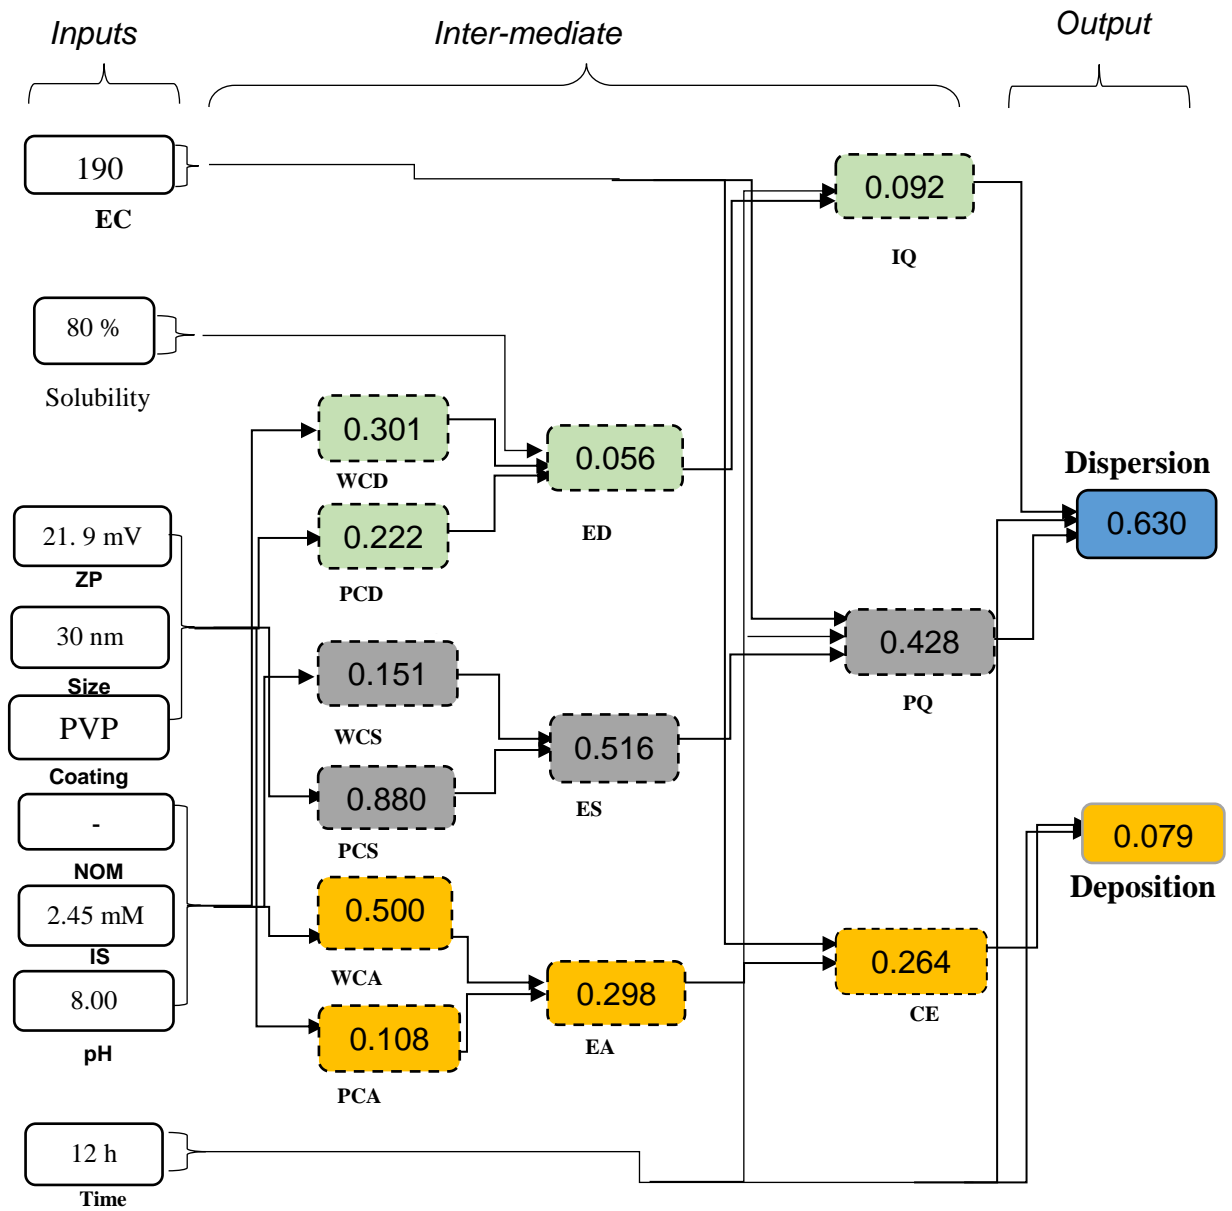 Inputs
Inter-mediate
Output
190
EC
0.092
IQ
80 %
Solubility
0.301
WCD
0.056
ED
0.222
PCD
Dispersion
0.630
21. 9 mV
ZP
30 nm
Size
PVP
Coating
0.151
WCS
0.516
ES
0.880
PCS
0.428
PQ
-
NOM
2.45 mM
IS
8.00
pH
0.500
WCA
0.298
EA
0.108
PCA
0.264
CE
0.079
Deposition
12 h
Time